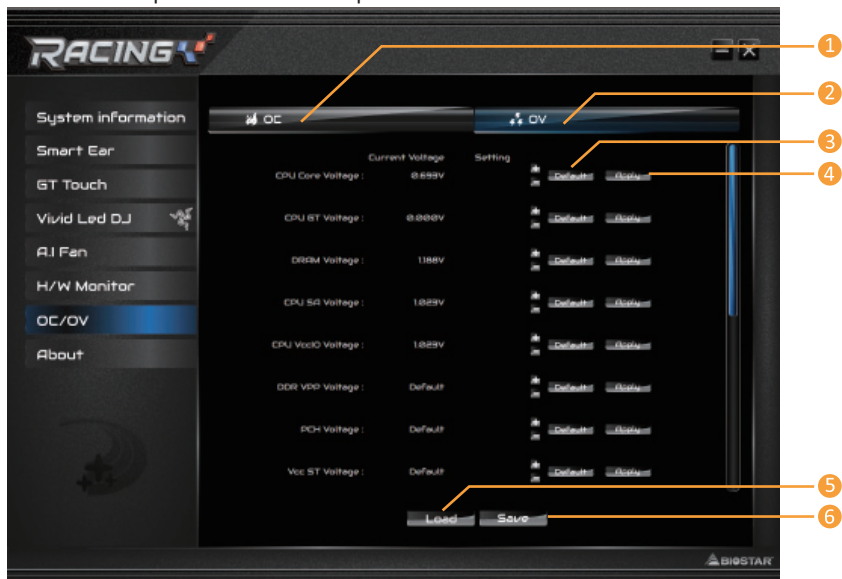 RACING
1
2
System information
OC
OV
Smart Ear
Current Voltage Setting
3
CPU Core Voltage : 0.693V Default Apply
4
GT Touch
Vivid Led DJ
CPU GT Voltage : 0.000V Default Apply
A.I Fan
DRAM Voltage : 1.188V Default Apply
H/W Monitor
CPU SA Voltage : 1.029V Default Apply
OC/OV
CPU VccIO Voltage : 1.029V Default Apply
About
DDR VPP Voltage : Default Default Apply
PCH Voltage : Default Default Apply
Vcc ST Voltage : Default Default Apply
5
Load Save
6
BIOSTAR